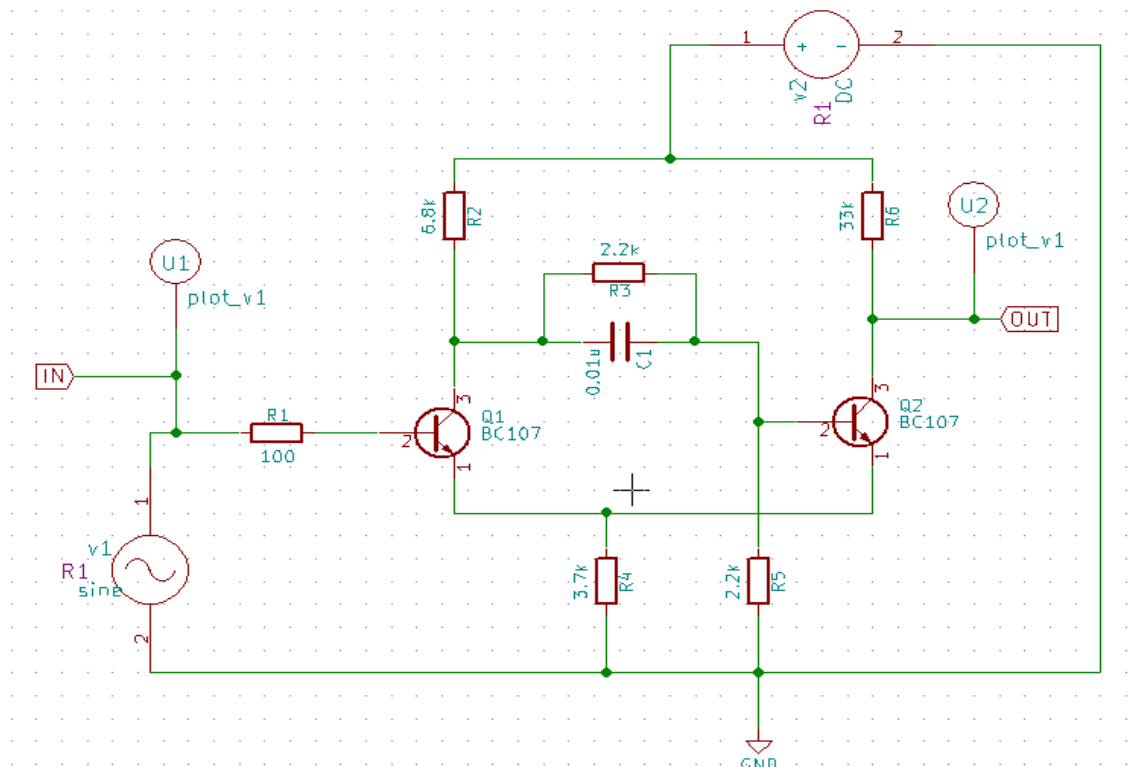 1
+
-
2
v2
DC
R1
6.8k
R2
33k
R6
U2
plot_v1
U1
plot_v1
2.2k
R3
OUT
0.01u
C1
IN
R1
100
3
Q1
BC107
2
1
3
Q2
BC107
2
1
1
v1
R1
sine
2
3.7k
R4
2.2k
R5
GND